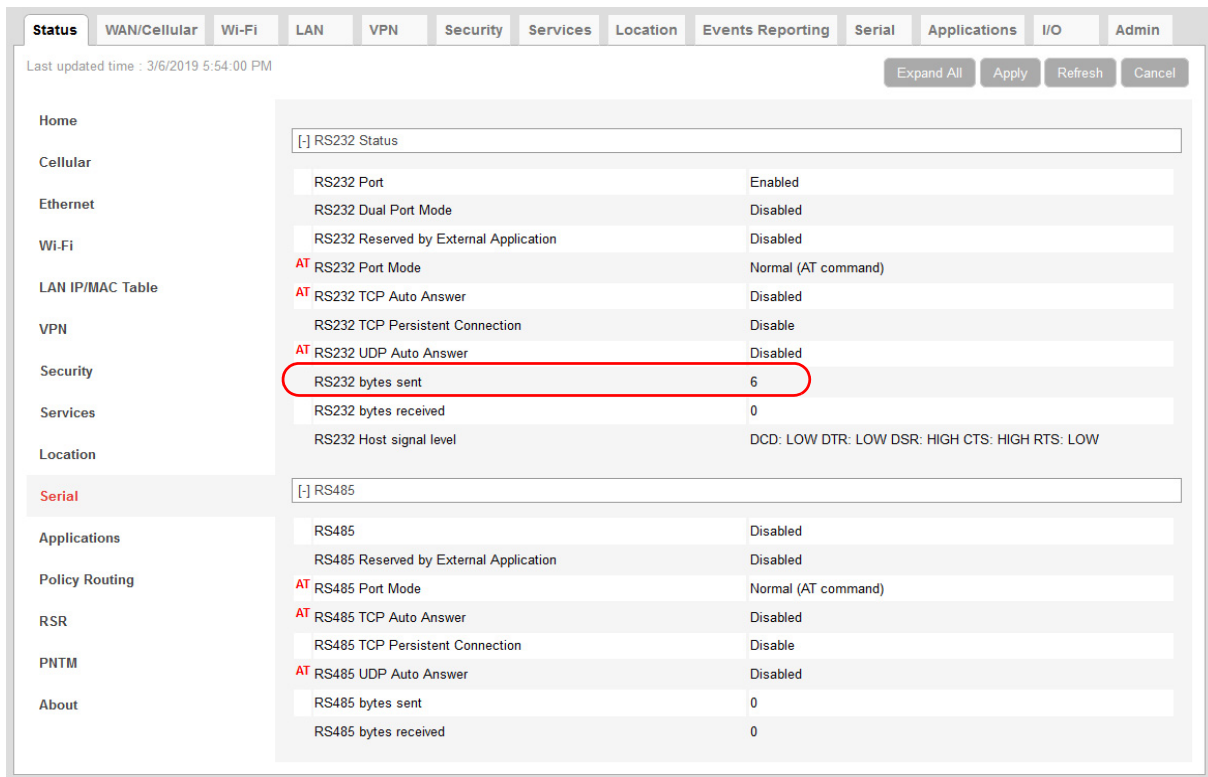 Status WAN/Cellular Wi-Fi LAN VPN Security Services Location Events Reporting Serial Applications I/O Admin
Last updated time : 3/6/2019 5:54:00 PM
Expand All Apply Refresh Cancel
Home
Cellular
Ethernet
Wi-Fi
LAN IP/MAC Table
VPN
Security
Services
Location
Serial
Applications
Policy Routing
RSR
PNTM
About
[-] RS232 Status
RS232 Port Enabled
RS232 Dual Port Mode Disabled
RS232 Reserved by External Application Disabled
AT RS232 Port Mode Normal (AT command)
AT RS232 TCP Auto Answer Disabled
RS232 TCP Persistent Connection Disable
AT RS232 UDP Auto Answer Disabled
RS232 bytes sent 6
RS232 bytes received 0
RS232 Host signal level DCD: LOW DTR: LOW DSR: HIGH CTS: HIGH RTS: LOW
[-] RS485
RS485 Disabled
RS485 Reserved by External Application Disabled
AT RS485 Port Mode Normal (AT command)
AT RS485 TCP Auto Answer Disabled
RS485 TCP Persistent Connection Disable
AT RS485 UDP Auto Answer Disabled
RS485 bytes sent 0
RS485 bytes received 0